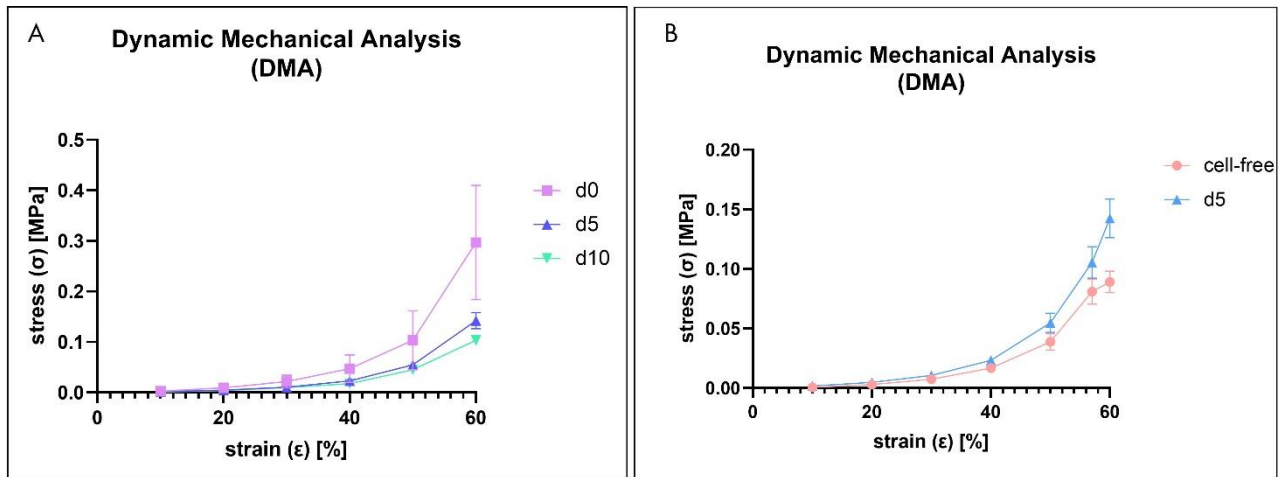 A
Dynamic Mechanical Analysis
(DMA)
stress (σ) [MPa]
0.5
0.4
0.3
0.2
0.1
0.0
0
20
40
60
strain (ε) [%]
d0
d5
d10
B
Dynamic Mechanical Analysis
(DMA)
stress (σ) [MPa]
0.20
0.15
0.10
0.05
0.00
0
20
40
60
strain (ε) [%]
cell-free
d5